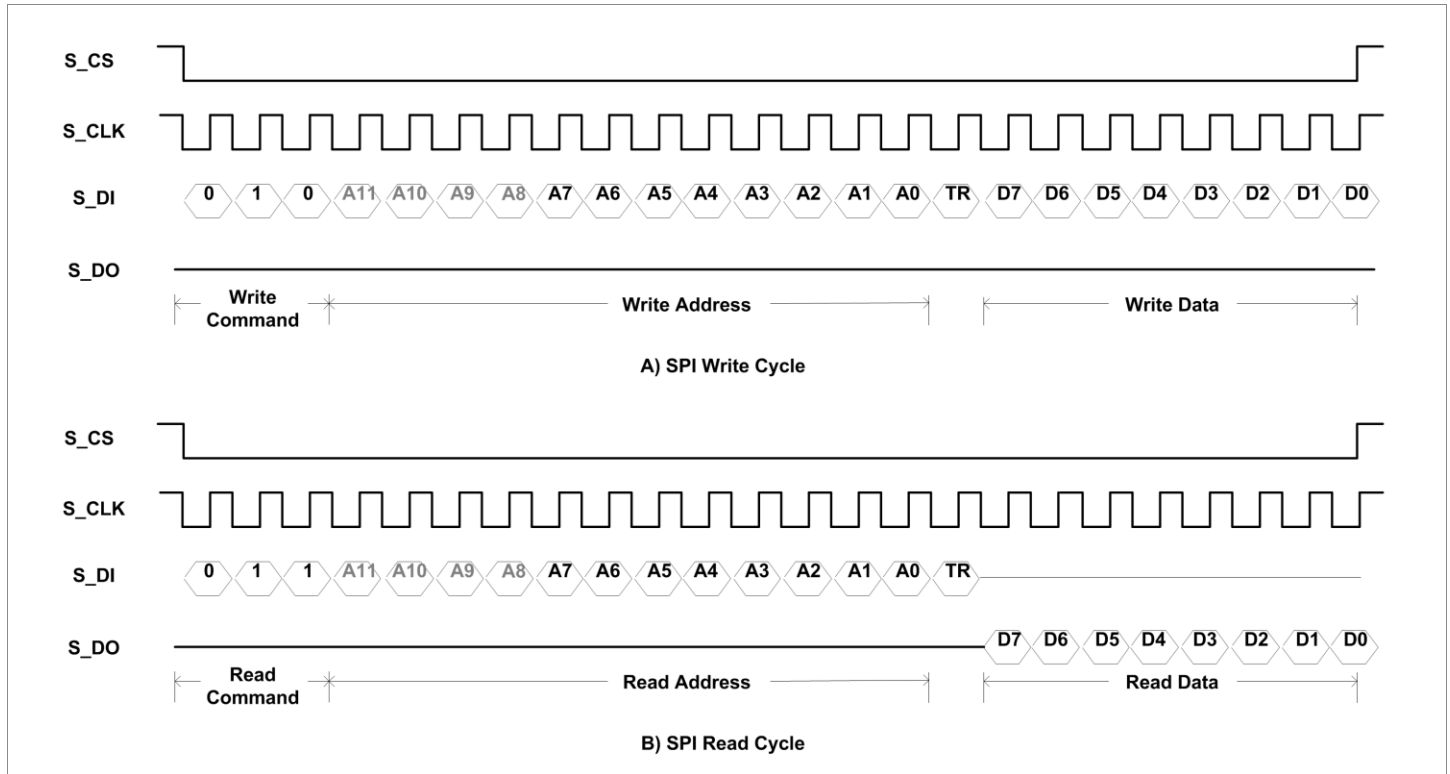 S_CS
S_CLK
S_DI 0 1 0 A11 A10 A9 A8 A7 A6 A5 A4 A3 A2 A1 A0 TR D7 D6 D5 D4 D3 D2 D1 D0
S_DO
Write Command Write Address Write Data
A) SPI Write Cycle
S_CS
S_CLK
S_DI 0 1 1 A11 A10 A9 A8 A7 A6 A5 A4 A3 A2 A1 A0 TR
S_DO D7 D6 D5 D4 D3 D2 D1 D0
Read Command Read Address Read Data
B) SPI Read Cycle